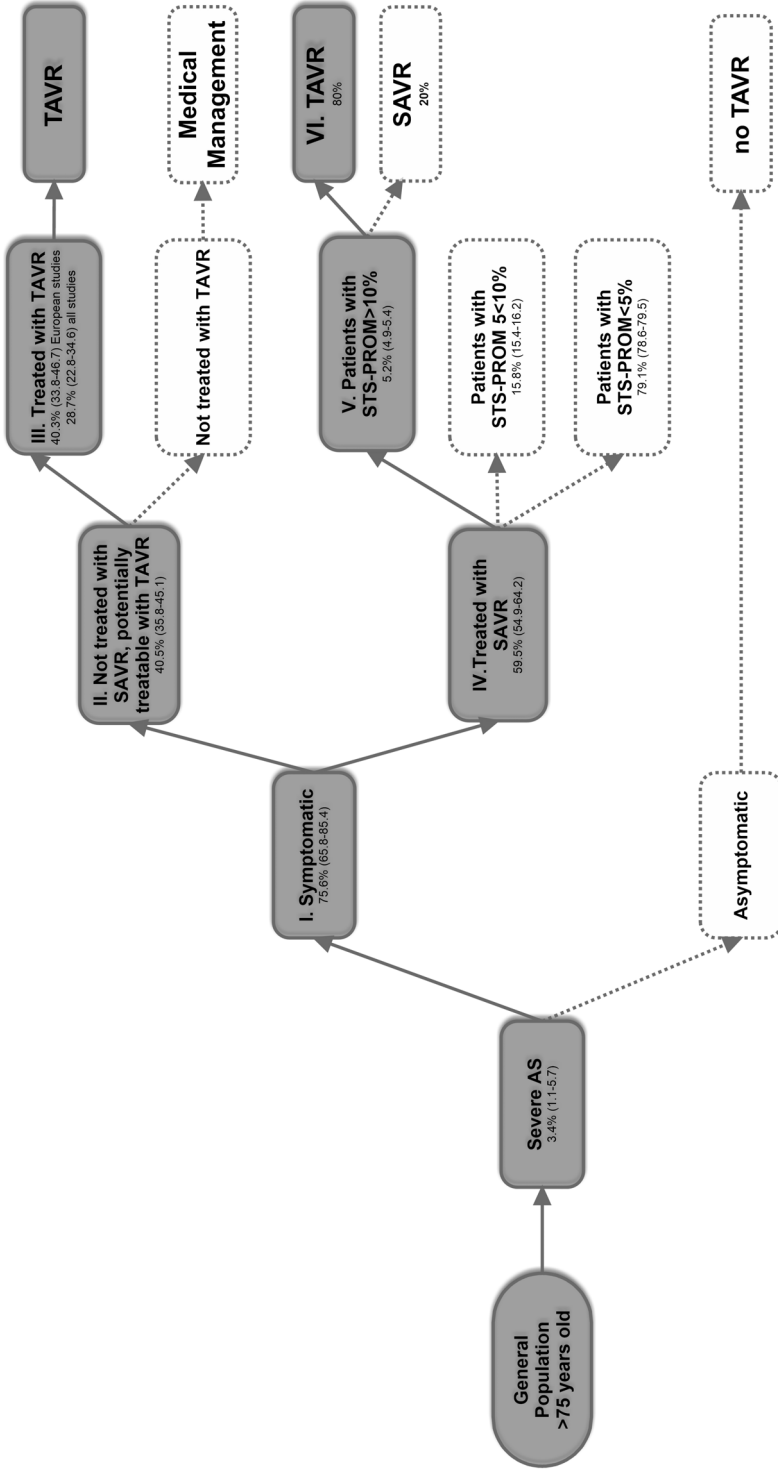 General
Population
>75 years old
Severe AS
3.4% (1.1-5.7)
I. Symptomatic
75.6% (65.8-85.4)
Asymptomatic
II. Not treated with
SAVR, potentially
treatable with TAVR
40.5% (35.8-45.1)
IV.Treated with
SAVR
59.5% (54.9-64.2)
III. Treated with TAVR
40.3% (33.8-46.7) European studies
28.7% (22.8-34.6) all studies
Not treated with TAVR
V. Patients with
STS-PROM>10%
5.2% (4.9-5.4)
Patients with
STS-PROM 5<10%
15.8% (15.4-16.2)
Patients with
STS-PROM<5%
79.1% (78.6-79.5)
TAVR
Medical
Management
VI. TAVR
80%
SAVR
20%
no TAVR